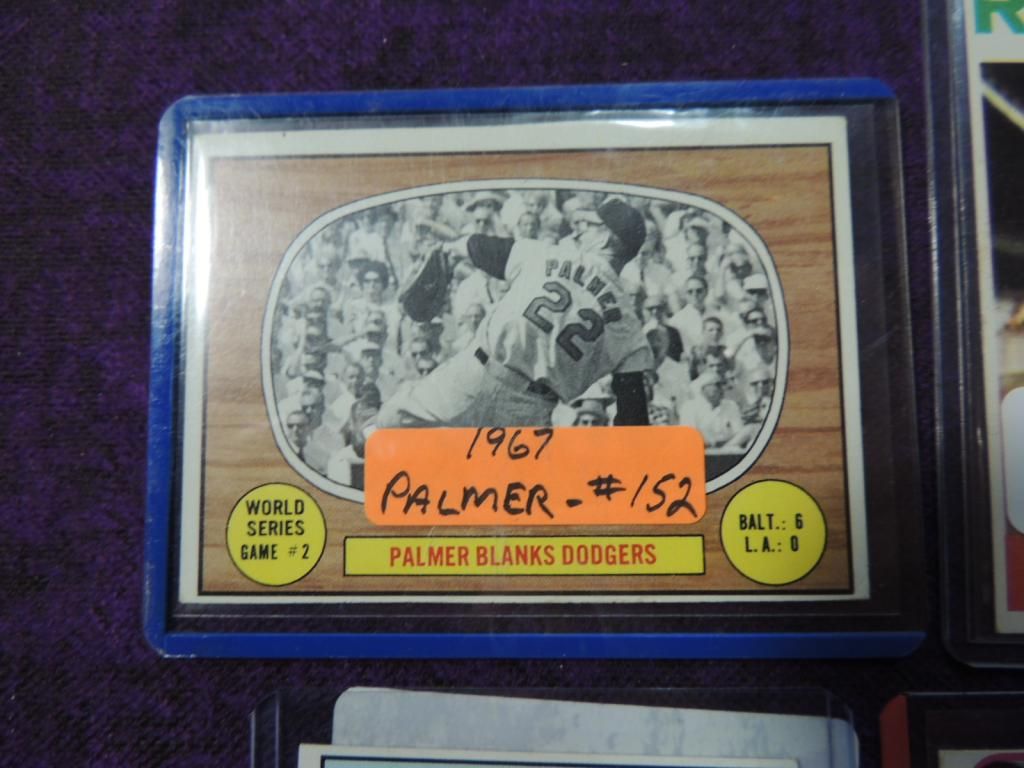 PALMER
22
1967
PALMER - #152
WORLD
SERIES
GAME #2
PALMER BLANKS DODGERS
BALT.: 6
L.A.: 0
R